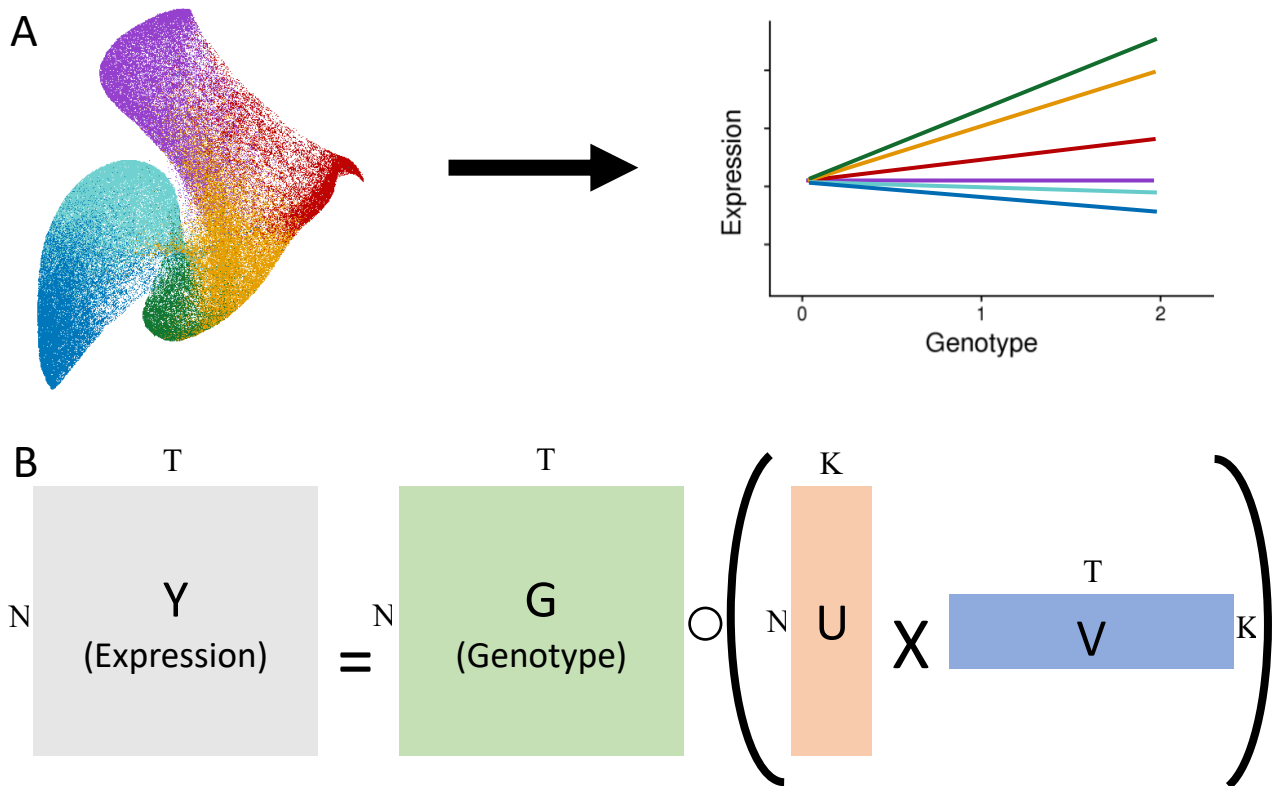 A
Expression
0
1
2
Genotype
B
T
T
K
N
Y
(Expression)
=
N
G
(Genotype)
○
(
N
U
X
T
V
K
)